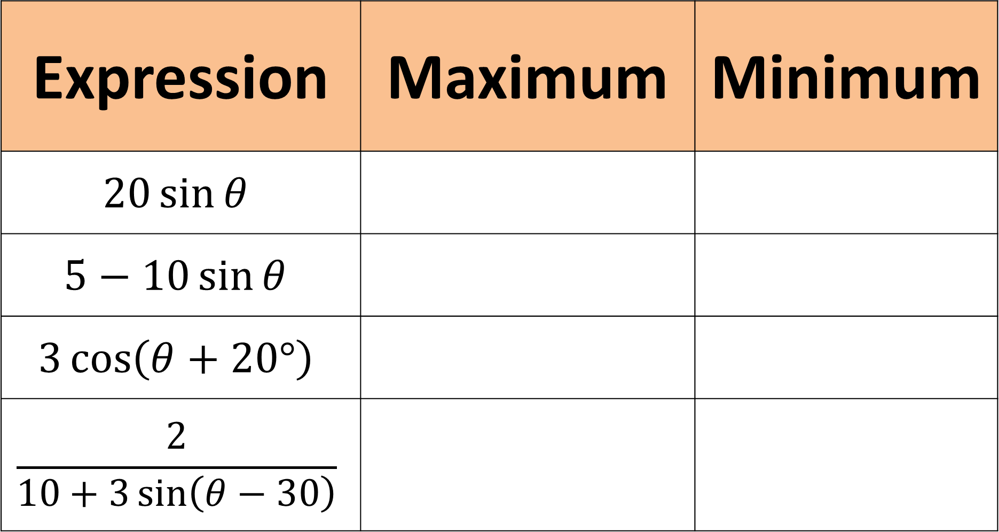 Expression Maximum Minimum
20 sin θ
5 − 10 sin θ
3 cos(θ + 20°)
2
10 + 3 sin(θ − 30)